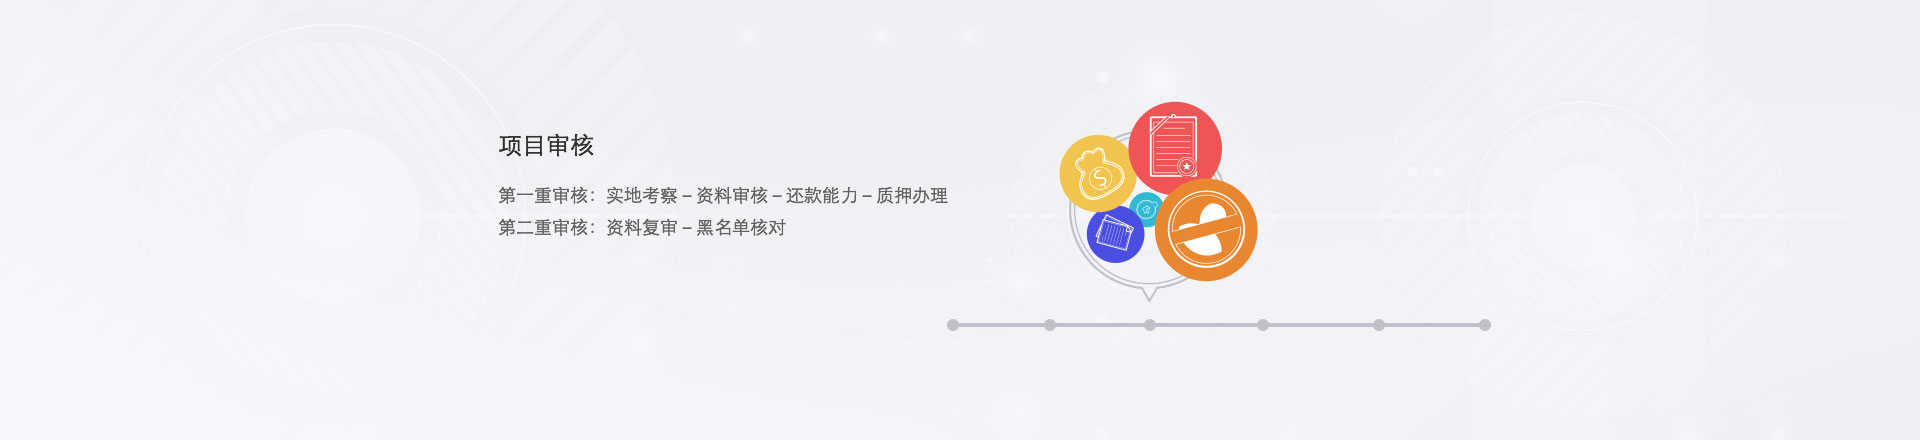 项目审核
第一重审核：实地考察 – 资料审核 – 还款能力 – 质押办理
第二重审核：资料复审 – 黑名单核对